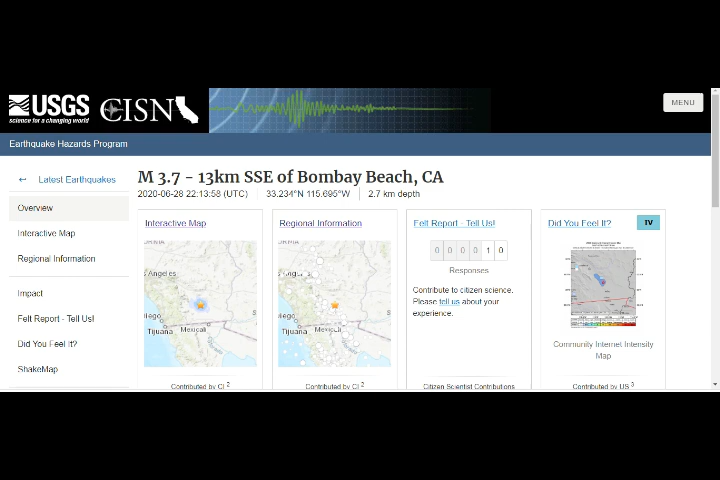 USGS
science for a changing world
CISN
MENU
Earthquake Hazards Program
Latest Earthquakes
M 3.7 - 13km SSE of Bombay Beach, CA
2020-06-28 22:13:58 (UTC) 33.234°N 115.695°W 2.7 km depth
Overview
Interactive Map
Regional Information
Impact
Felt Report - Tell Us!
Did You Feel It?
ShakeMap
Interactive Map
Angeles
Tijuana
Mexicali
Contributed by CI 2
Regional Information
Tijuana
Contributed by CI 2
Felt Report - Tell Us!
0 0 0 0 1 0
Responses
Contribute to citizen science.
Please tell us about your
experience.
Citizen Scientist Contributions
Did You Feel It?
IV
Community Internet Intensity
Map
Contributed by US 3